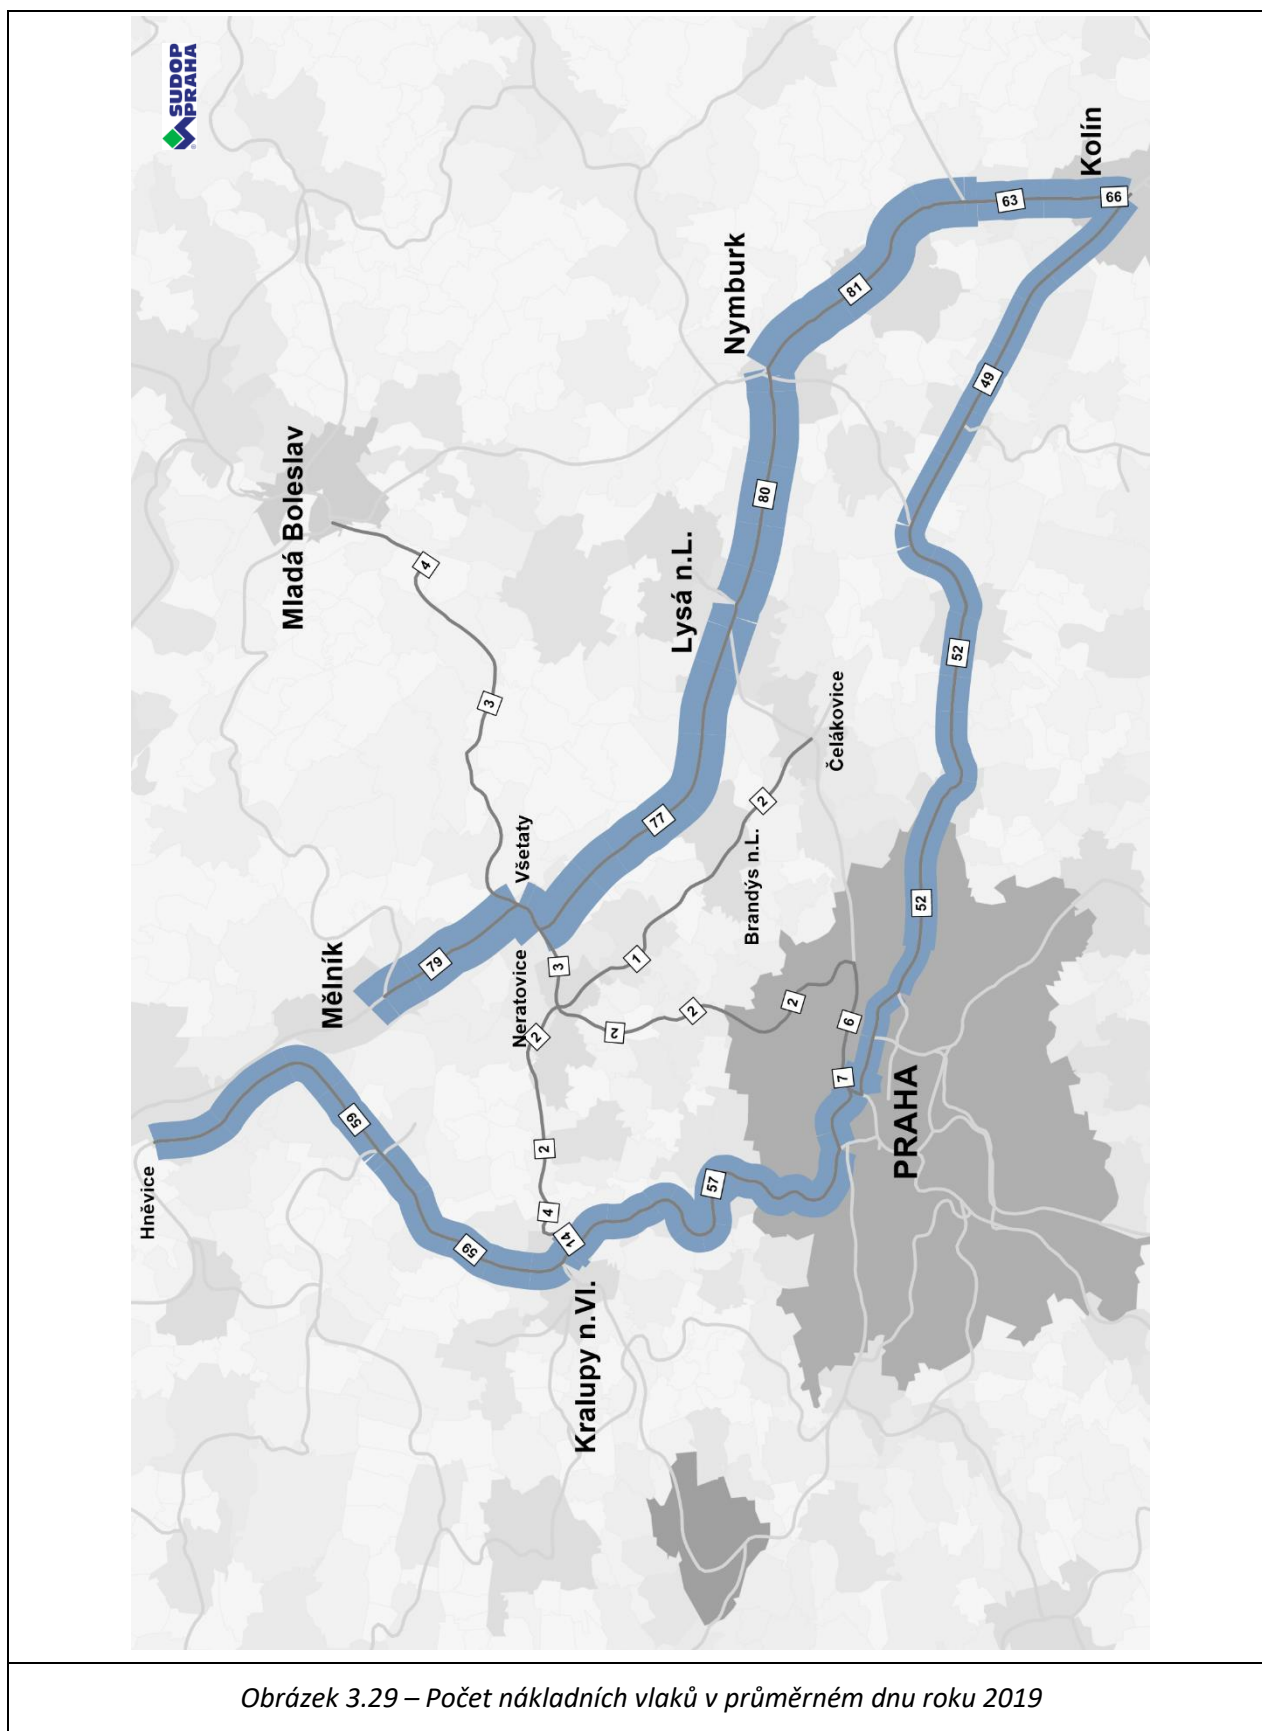 Hněvice
SUDOP
PRAHA
Mladá Boleslav
Mělník
59
4
79
59
3
Neratovice
Všetaty
2
2
4
3
14
Kralupy n.Vl.
2
1
77
Lysá n.L.
2
57
Nymburk
Brandýs n.L.
2
80
2
Čelákovice
7
6
81
PRAHA
52
52
49
63
Kolín
66
Obrázek 3.29 – Počet nákladních vlaků v průměrném dnu roku 2019